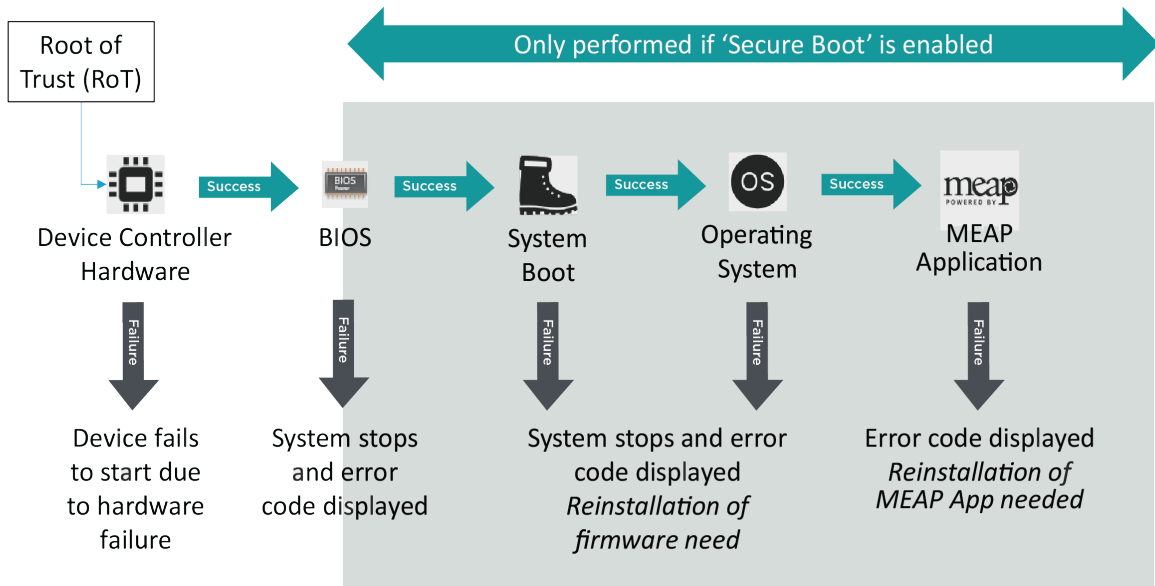 Root of
Trust (RoT)
Only performed if ‘Secure Boot’ is enabled
Success
Success
Success
Success
BIOS
Power
OS
meap
POWERED BY
Device Controller
Hardware
BIOS
System
Boot
Operating
System
MEAP
Application
Failure
Failure
Failure
Failure
Failure
Device fails
to start due
to hardware
failure
System stops
and error
code displayed
System stops and error
code displayed
Reinstallation of
firmware need
Error code displayed
Reinstallation of
MEAP App needed